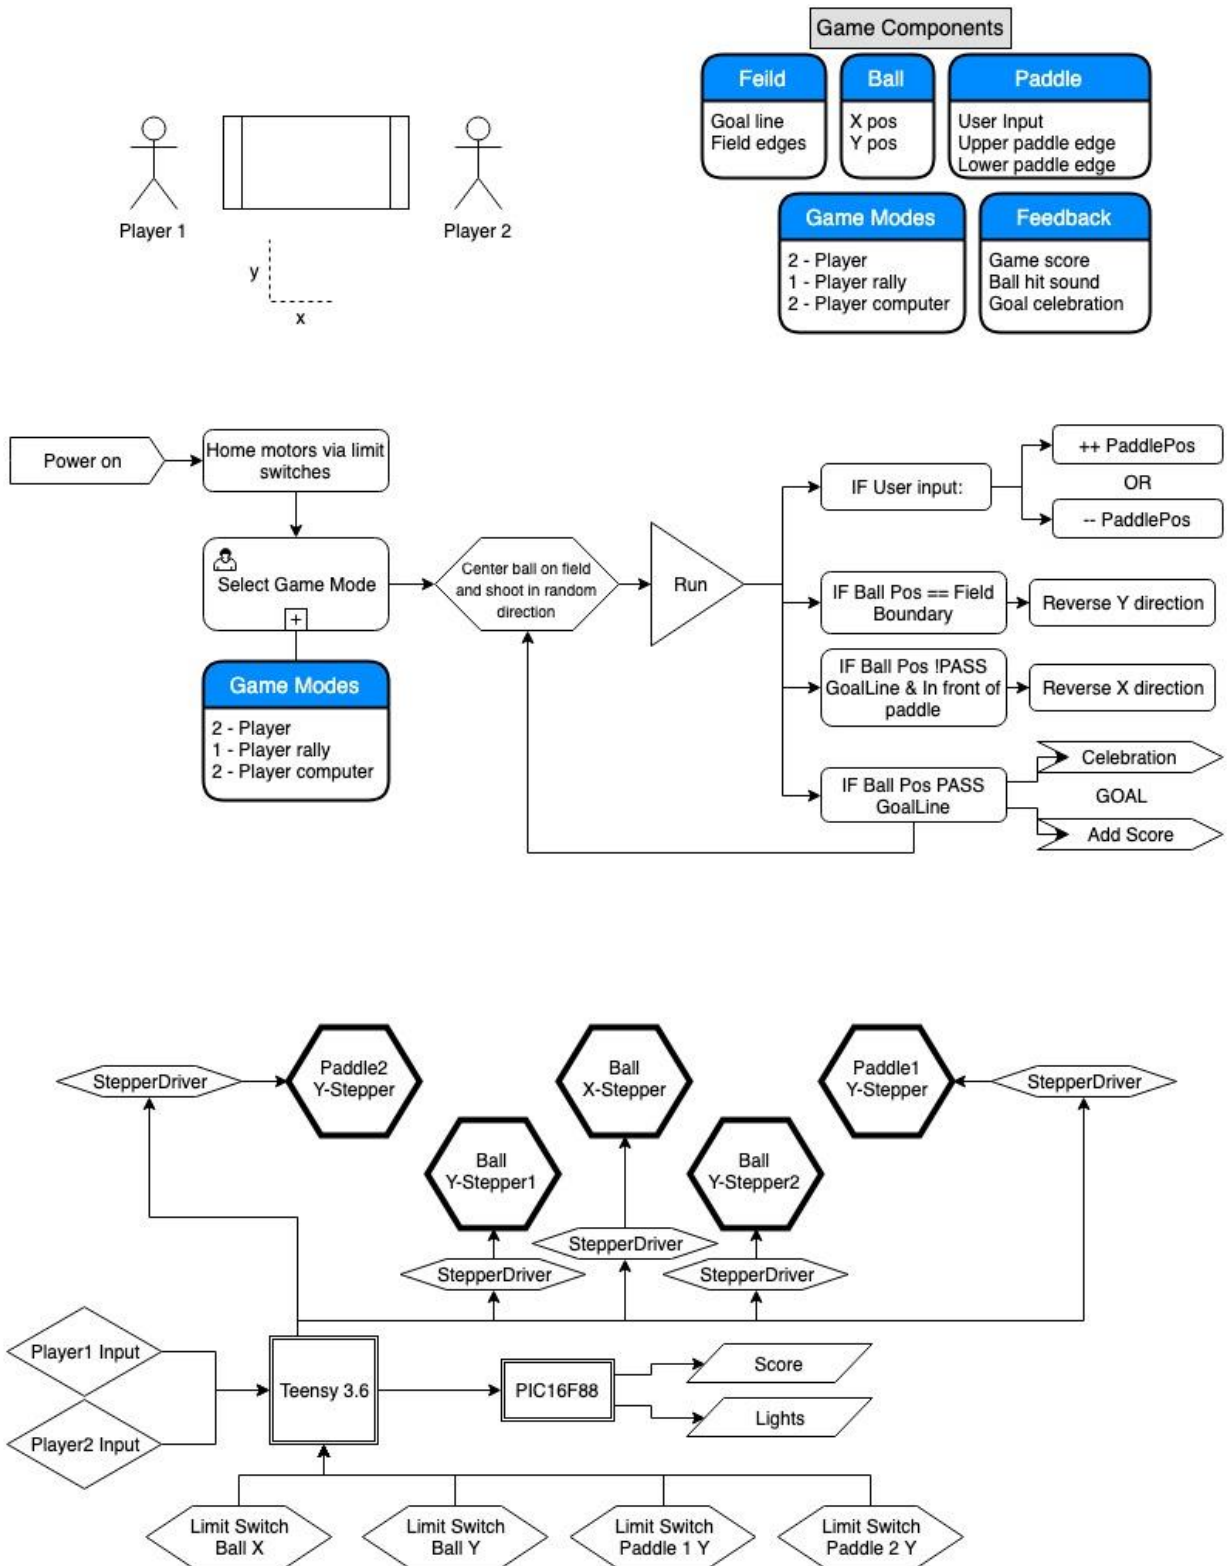 Game Components
Feild
Goal line
Field edges
Ball
X pos
Y pos
Paddle
User Input
Upper paddle edge
Lower paddle edge
Player 1
Player 2
y
x
Game Modes
2 - Player
1 - Player rally
2 - Player computer
Feedback
Game score
Ball hit sound
Goal celebration
Power on
Home motors via limit
switches
Select Game Mode
+
Game Modes
2 - Player
1 - Player rally
2 - Player computer
Center ball on field
and shoot in random
direction
Run
IF User input:
++ PaddlePos
OR
-- PaddlePos
IF Ball Pos == Field
Boundary
Reverse Y direction
IF Ball Pos !PASS
GoalLine & In front of
paddle
Reverse X direction
IF Ball Pos PASS
GoalLine
Celebration
GOAL
Add Score
StepperDriver
Paddle2
Y-Stepper
Ball
X-Stepper
Paddle1
Y-Stepper
StepperDriver
Ball
Y-Stepper1
Ball
Y-Stepper2
StepperDriver
StepperDriver
StepperDriver
Player1 Input
Player2 Input
Teensy 3.6
PIC16F88
Score
Lights
Limit Switch
Ball X
Limit Switch
Ball Y
Limit Switch
Paddle 1 Y
Limit Switch
Paddle 2 Y